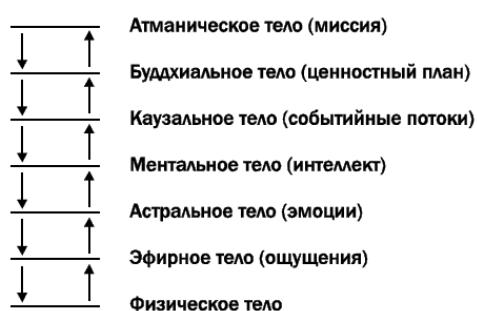 Атманическое тело (миссия)
Буддхиальное тело (ценностный план)
Каузальное тело (событийные потоки)
Ментальное тело (интеллект)
Астральное тело (эмоции)
Эфирное тело (ощущения)
Физическое тело